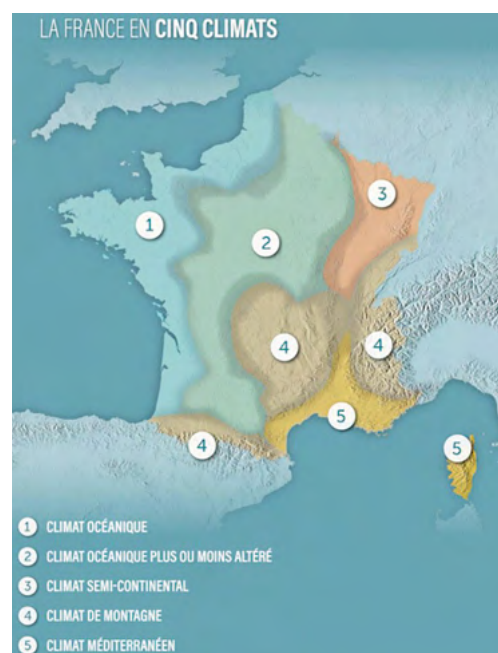 LA FRANCE EN CINQ CLIMATS
3
1
2
4
4
5
5
4
1 CLIMAT OCÉANIQUE
2 CLIMAT OCÉANIQUE PLUS OU MOINS ALTÉRÉ
3 CLIMAT SEMI-CONTINENTAL
4 CLIMAT DE MONTAGNE
5 CLIMAT MÉDITERRANÉEN